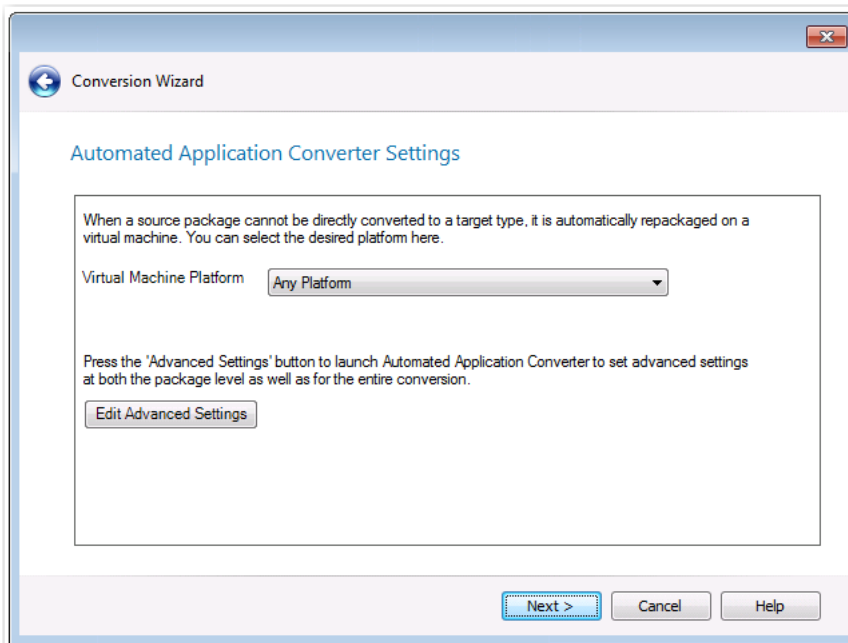 Conversion Wizard
Automated Application Converter Settings
When a source package cannot be directly converted to a target type, it is automatically repackaged on a
virtual machine. You can select the desired platform here.
Virtual Machine Platform
Any Platform
Press the 'Advanced Settings' button to launch Automated Application Converter to set advanced settings
at both the package level as well as for the entire conversion.
Edit Advanced Settings
Next >
Cancel
Help